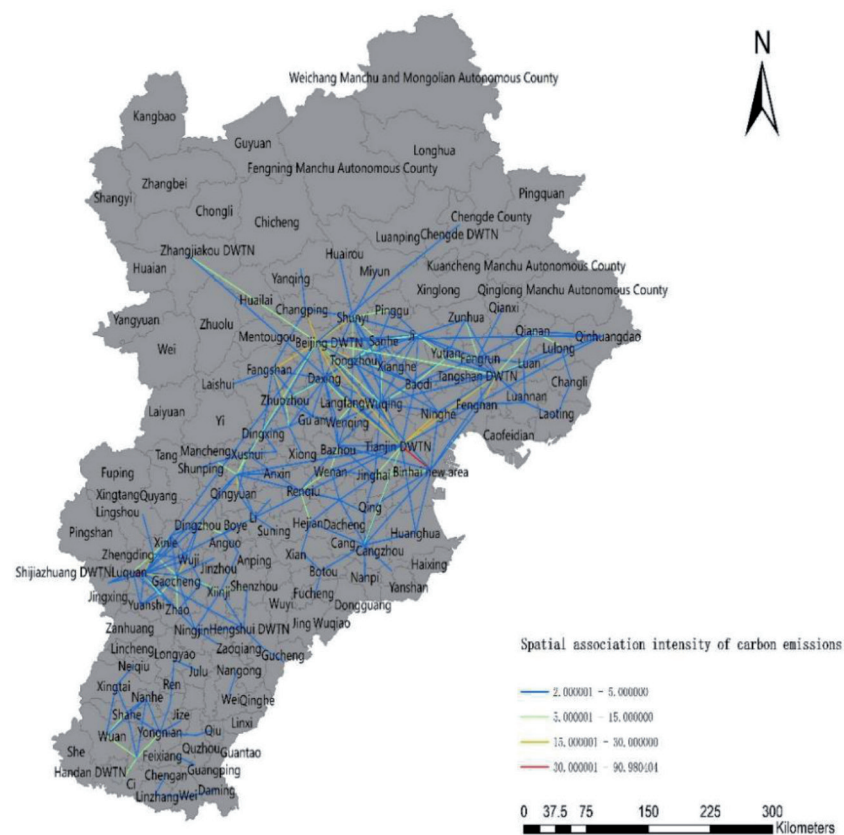 N
Weichang Manchu and Mongolian Autonomous County
Kangbao
Guyuan
Longhua
Fengning Manchu Autonomous County
Zhangbei
Pingquan
Shangyi
Chongli
Chicheng
Chengde County
Luanping
Chengde DWTN
Zhangjiakou DWTN
Huairou
Huaian
Miyun
Kuancheng Manchu Autonomous County
Yanqing
Xinglong
Qinglong Manchu Autonomous County
Huailai
Changping
Shunyi
Pinggu
Zunhua
Qianxi
Yangyuan
Zhuolu
Mentougou
Beijing DWTN
Sanhe
Ji
Qianan
Qinhuangdao
Wei
Tongzhou
Yutian
Fengrun
Lulong
Fangshan
Xianghe
Luan
Laishui
Daxing
Baodi
Tangshan DWTN
Changli
Zhuozhou
Langfang
Wuqing
Luannan
Laiyuan
Ninghe
Fengnan
Laoting
Yi
Gu'an
Dingxing
Caofeidian
Tang
Mancheng
Xushui
Xiong
Bazhou
Tianjin DWTN
Shunping
Fuping
Anxin
Wenan
Jinghai
Binhai new area
Xingtang
Quyang
Qingyuan
Renqiu
Lingshou
Qing
Pingshan
Dingzhou
Boye
Li
Suning
Hejian
Dacheng
Huanghua
Xinle
Anguo
Cang
Cangzhou
Zhengding
Wuji
Xian
Haixing
Shijiazhuang DWTN
Luquan
Jinzhou
Anping
Botou
Nanpi
Gaocheng
Xinji
Shenzhou
Yanshan
Jingxing
Yuanshi
Zhao
Fucheng
Wuyi
Dongguang
Zanhuang
Ningjin
Hengshui DWTN
Jing
Wuqiao
Lincheng
Longyao
Zaoqiang
Gucheng
Neiqiu
Julu
Nangong
Xingtai
Ren
Nanhe
Wei
Qinghe
Shahe
Jize
Linxi
Wuan
Yongnian
Qiu
She
Feixiang
Quzhou
Guantao
Handan DWTN
Chengan
Guangping
Ci
Linzhang
Wei
Daming
Spatial association intensity of carbon emissions
2.000001 - 5.000000
5.000001 - 15.000000
15.000001 - 30.000000
30.000001 - 90.980404
0 37.5 75 150 225 300
Kilometers